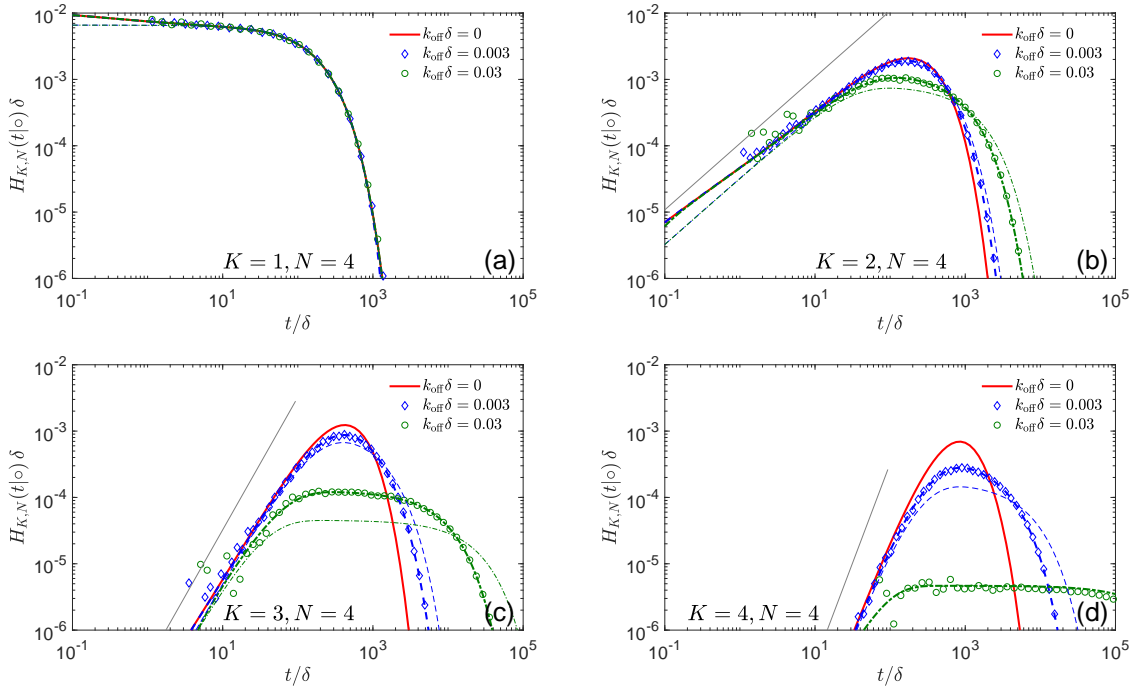 10^-2
10^-3
10^-4
10^-5
10^-6
H_{K,N}(t|○) δ
k_off δ = 0
k_off δ = 0.003
k_off δ = 0.03
K = 1, N = 4
(a)
10^-1 10^1 10^3 10^5
t/δ
10^-2
10^-3
10^-4
10^-5
10^-6
H_{K,N}(t|○) δ
k_off δ = 0
k_off δ = 0.003
k_off δ = 0.03
K = 2, N = 4
(b)
10^-1 10^1 10^3 10^5
t/δ
10^-2
10^-3
10^-4
10^-5
10^-6
H_{K,N}(t|○) δ
k_off δ = 0
k_off δ = 0.003
k_off δ = 0.03
K = 3, N = 4
(c)
10^-1 10^1 10^3 10^5
t/δ
10^-2
10^-3
10^-4
10^-5
10^-6
H_{K,N}(t|○) δ
k_off δ = 0
k_off δ = 0.003
k_off δ = 0.03
K = 4, N = 4
(d)
10^-1 10^1 10^3 10^5
t/δ